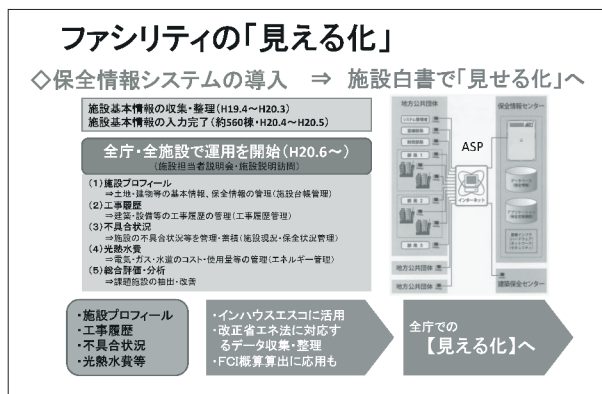 ファシリティの「見える化」
◇保全情報システムの導入 ⇒ 施設白書で「見せる化」へ
施設基本情報の収集・整理(H19.4～H20.3)
施設基本情報の入力完了(約560棟・H20.4～H20.5)
全庁・全施設で運用を開始(H20.6～)
(施設担当者説明会・施設説明訪問)
(1)施設プロフィール
⇒土地・建物等の基本情報、保全情報の管理(施設台帳管理)
(2)工事履歴
⇒建築・設備等の工事履歴の管理(工事履歴管理)
(3)不具合状況
⇒施設の不具合状況等を管理・蓄積(施設現況・保全状況管理)
(4)光熱水費
⇒電気・ガス・水道のコスト・使用量等の管理(エネルギー管理)
(5)総合評価・分析
⇒課題施設の抽出・改善
地方公共団体
保全情報センター
ASP
インターネット
地方公共団体
地方公共団体
建築保全センター
・施設プロフィール
・工事履歴
・不具合状況
・光熱水費等
・インハウスエスコに活用
・改正省エネ法に対応す
るデータ収集・整理
・FCI概算算出に応用も
全庁での
【見える化】へ